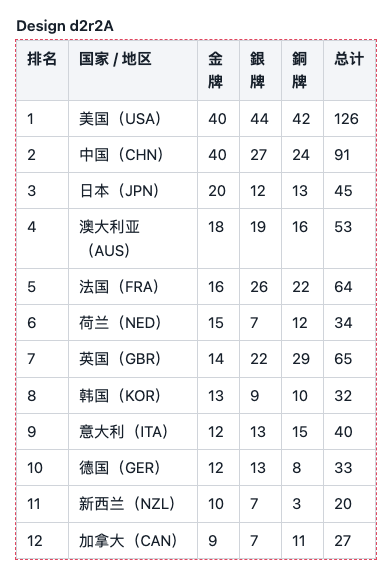 Design d2r2A
排名 国家 / 地区 金牌 銀牌 銅牌 总计
1 美国（USA） 40 44 42 126
2 中国（CHN） 40 27 24 91
3 日本（JPN） 20 12 13 45
4 澳大利亚（AUS） 18 19 16 53
5 法国（FRA） 16 26 22 64
6 荷兰（NED） 15 7 12 34
7 英国（GBR） 14 22 29 65
8 韩国（KOR） 13 9 10 32
9 意大利（ITA） 12 13 15 40
10 德国（GER） 12 13 8 33
11 新西兰（NZL） 10 7 3 20
12 加拿大（CAN） 9 7 11 27